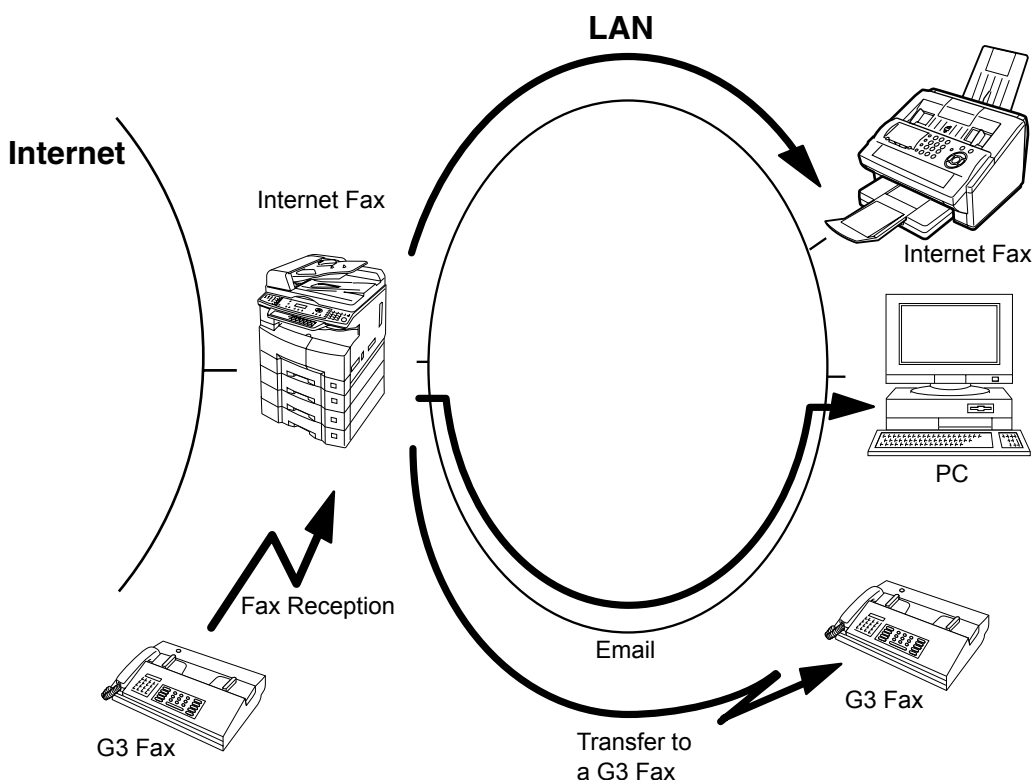 LAN
Internet
Internet Fax
Internet Fax
PC
Fax Reception
Email
G3 Fax
G3 Fax
Transfer to
a G3 Fax